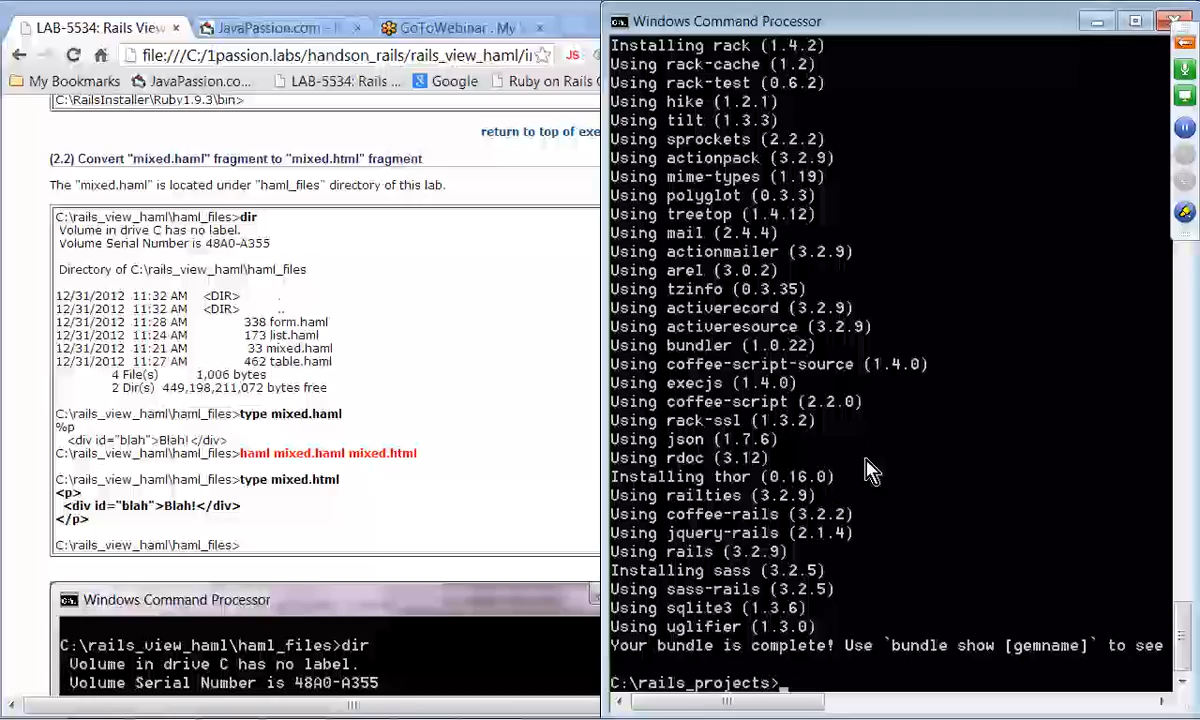 LAB-5534: Rails View
JavaPassion.com
GoToWebinar . My
file:///C:/1passion.labs/handson_rails/rails_view_haml/i
JS
My Bookmarks
JavaPassion.co...
LAB-5534: Rails ...
Google
Ruby on Rails
C:\RailsInstaller\Ruby1.9.3\bin>
return to top of exe
(2.2) Convert "mixed.haml" fragment to "mixed.html" fragment
The "mixed.haml" is located under "haml_files" directory of this lab.
C:\rails_view_haml\haml_files>dir
Volume in drive C has no label.
Volume Serial Number is 48A0-A355
Directory of C:\rails_view_haml\haml_files
12/31/2012 11:32 AM <DIR> .
12/31/2012 11:32 AM <DIR> ..
12/31/2012 11:28 AM 338 form.haml
12/31/2012 11:24 AM 173 list.haml
12/31/2012 11:21 AM 33 mixed.haml
12/31/2012 11:27 AM 462 table.haml
4 File(s) 1,006 bytes
2 Dir(s) 449,198,211,072 bytes free
C:\rails_view_haml\haml_files>type mixed.haml
%p
<div id="blah">Blah!</div>
C:\rails_view_haml\haml_files>haml mixed.haml mixed.html
C:\rails_view_haml\haml_files>type mixed.html
<p>
<div id="blah">Blah!</div>
</p>
C:\rails_view_haml\haml_files>
Windows Command Processor
C:\rails_view_haml\haml_files>dir
Volume in drive C has no label.
Volume Serial Number is 48A0-A355
Windows Command Processor
Installing rack (1.4.2)
Using rack-cache (1.2)
Using rack-test (0.6.2)
Using hike (1.2.1)
Using tilt (1.3.3)
Using sprockets (2.2.2)
Using actionpack (3.2.9)
Using mime-types (1.19)
Using polyglot (0.3.3)
Using treetop (1.4.12)
Using mail (2.4.4)
Using actionmailer (3.2.9)
Using arel (3.0.2)
Using tzinfo (0.3.35)
Using activerecord (3.2.9)
Using activeresource (3.2.9)
Using bundler (1.0.22)
Using coffee-script-source (1.4.0)
Using execjs (1.4.0)
Using coffee-script (2.2.0)
Using rack-ssl (1.3.2)
Using json (1.7.6)
Using rdoc (3.12)
Installing thor (0.16.0)
Using railties (3.2.9)
Using coffee-rails (3.2.2)
Using jquery-rails (2.1.4)
Using rails (3.2.9)
Installing sass (3.2.5)
Using sass-rails (3.2.5)
Using sqlite3 (1.3.6)
Using uglifier (1.3.0)
Your bundle is complete! Use `bundle show [gemname]` to see
C:\rails_projects>_